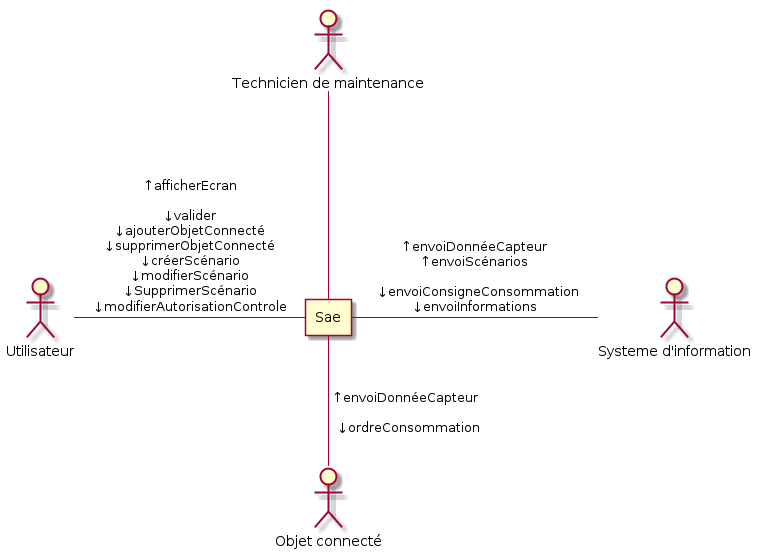 Technicien de maintenance
↑afficherEcran
↓valider
↓ajouterObjetConnecté
↓supprimerObjetConnecté
↓créerScénario
↓modifierScénario
↓SupprimerScénario
↓modifierAutorisationControle
↑envoiDonnéeCapteur
↑envoiScénarios
↓envoiConsigneConsommation
↓envoiInformations
Utilisateur
Sae
Systeme d'information
↑envoiDonnéeCapteur
↓ordreConsommation
Objet connecté